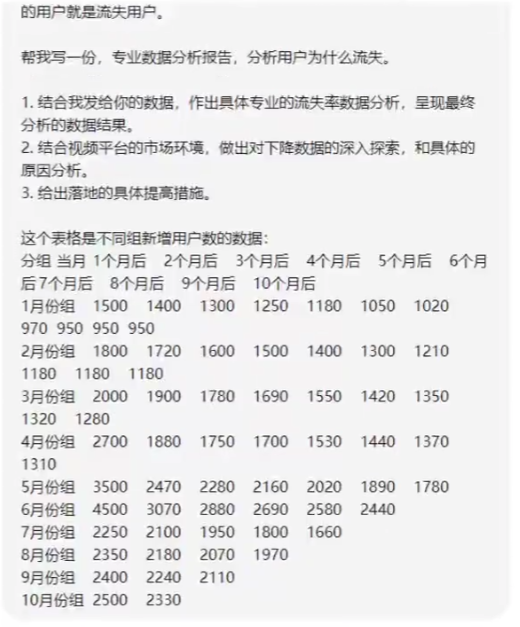 的用户就是流失用户。
帮我写一份，专业数据分析报告，分析用户为什么流失。
1. 结合我发给你的数据，作出具体专业的流失率数据分析，呈现最终
分析的数据结果。
2. 结合视频平台的市场环境，做出对下降数据的深入探索，和具体的
原因分析。
3. 给出落地的具体提高措施。
这个表格是不同组新增用户数的数据：
分组 当月 1个月后 2个月后 3个月后 4个月后 5个月后 6个月
后7个月后 8个月后 9个月后 10个月后
1月份组 1500 1400 1300 1250 1180 1050 1020
970 950 950 950
2月份组 1800 1720 1600 1500 1400 1300 1210
1180 1180 1180
3月份组 2000 1900 1780 1690 1550 1420 1350
1320 1280
4月份组 2700 1880 1750 1700 1530 1440 1370
1310
5月份组 3500 2470 2280 2160 2020 1890 1780
6月份组 4500 3070 2880 2690 2580 2440
7月份组 2250 2100 1950 1800 1660
8月份组 2350 2180 2070 1970
9月份组 2400 2240 2110
10月份组 2500 2330